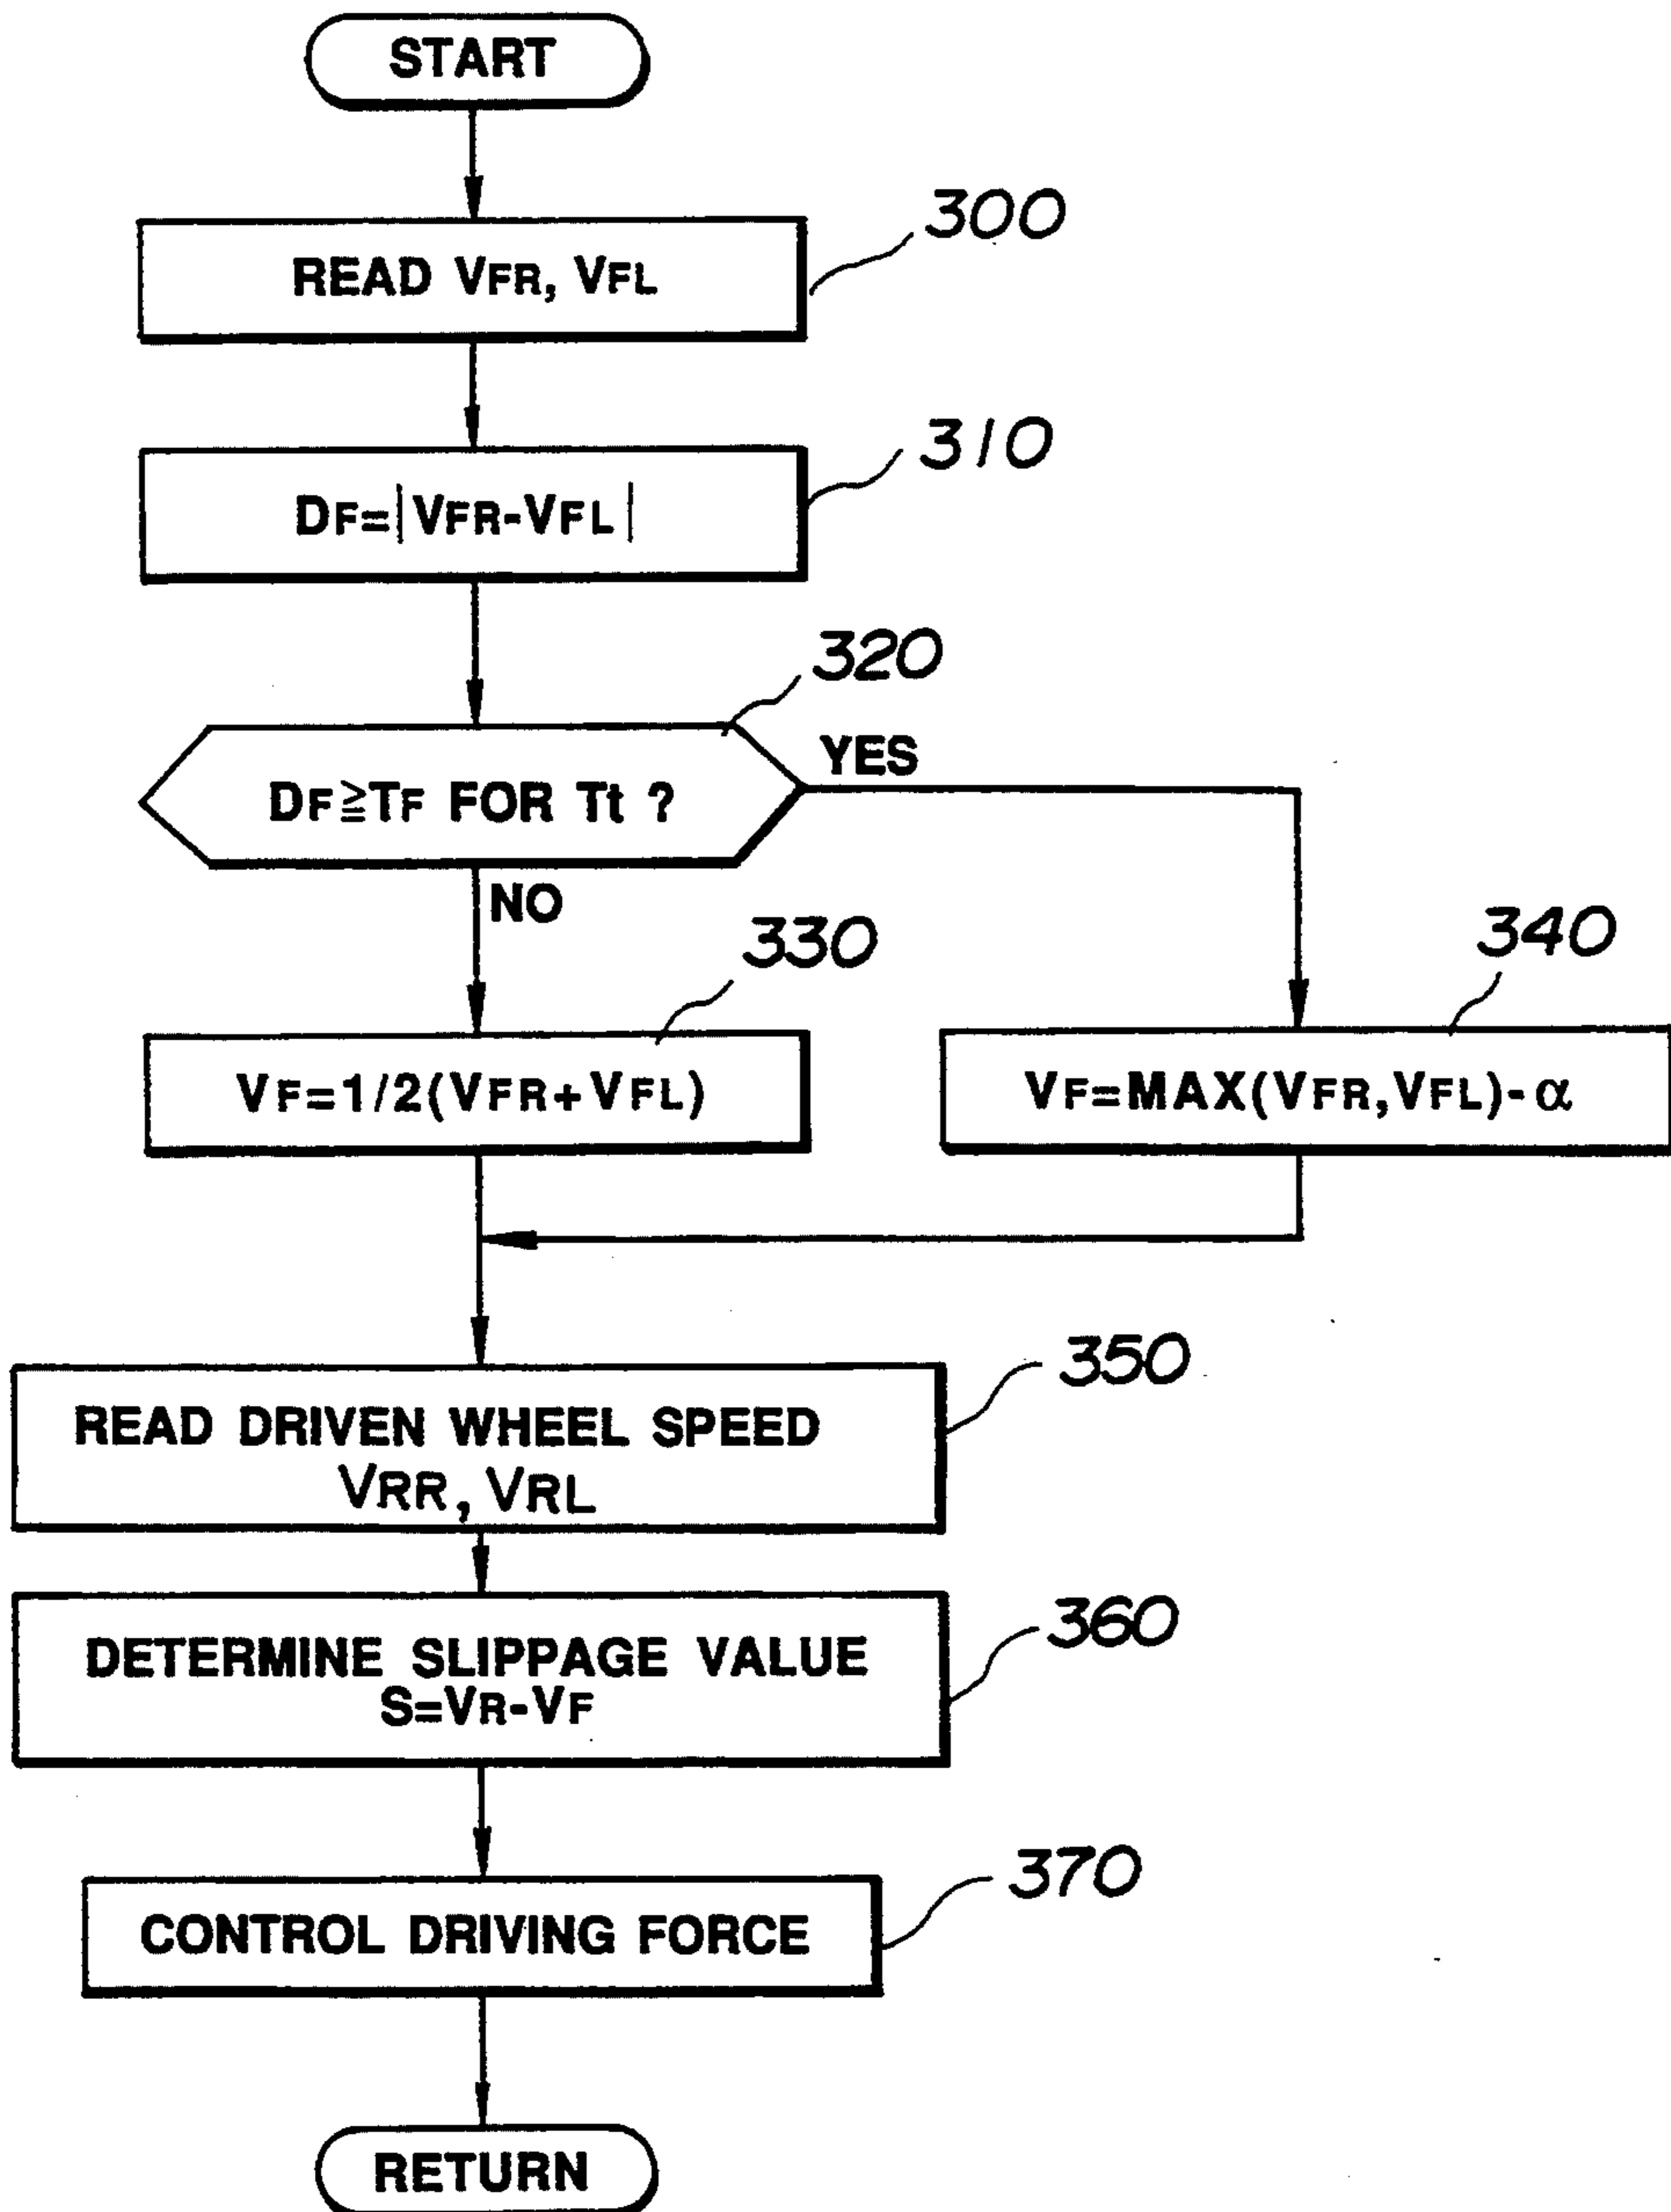 START
300
READ VFR, VFL
310
DF=|VFR-VFL|
320
YES
DF≧TF FOR Tt ?
NO
330
340
VF=1/2(VFR+VFL)
VF=MAX(VFR,VFL)-α
350
READ DRIVEN WHEEL SPEED
VRR, VRL
360
DETERMINE SLIPPAGE VALUE
S=VR-VF
370
CONTROL DRIVING FORCE
RETURN